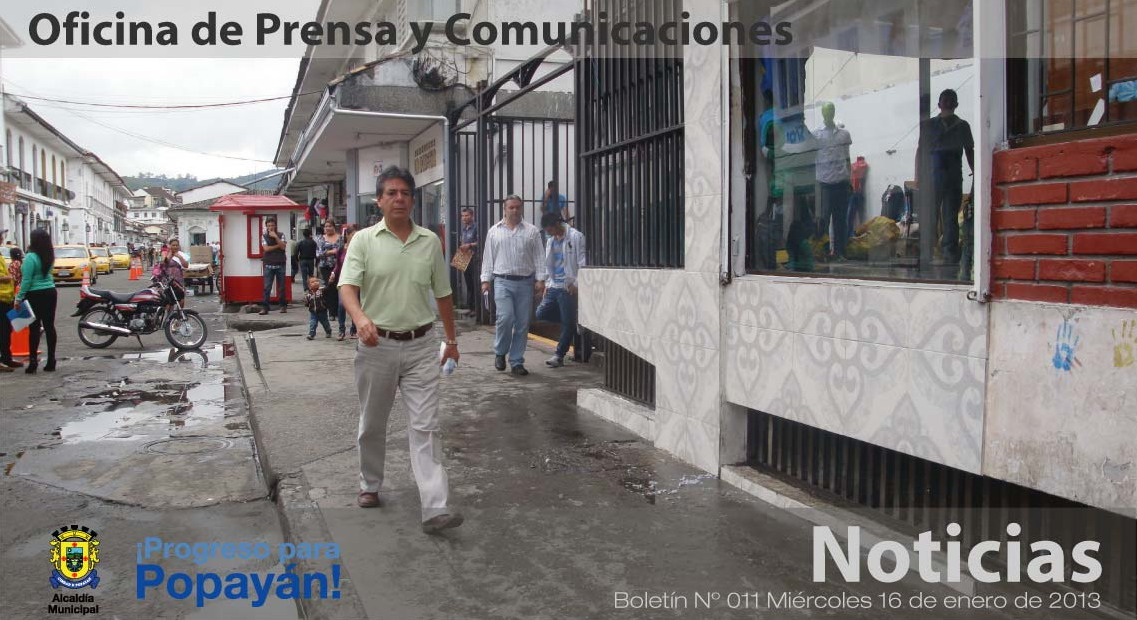 Oficina de Prensa y Comunicaciones
¡Progreso para
Popayán!
Alcaldía
Municipal
Noticias
Boletín N° 011 Miércoles 16 de enero de 2013